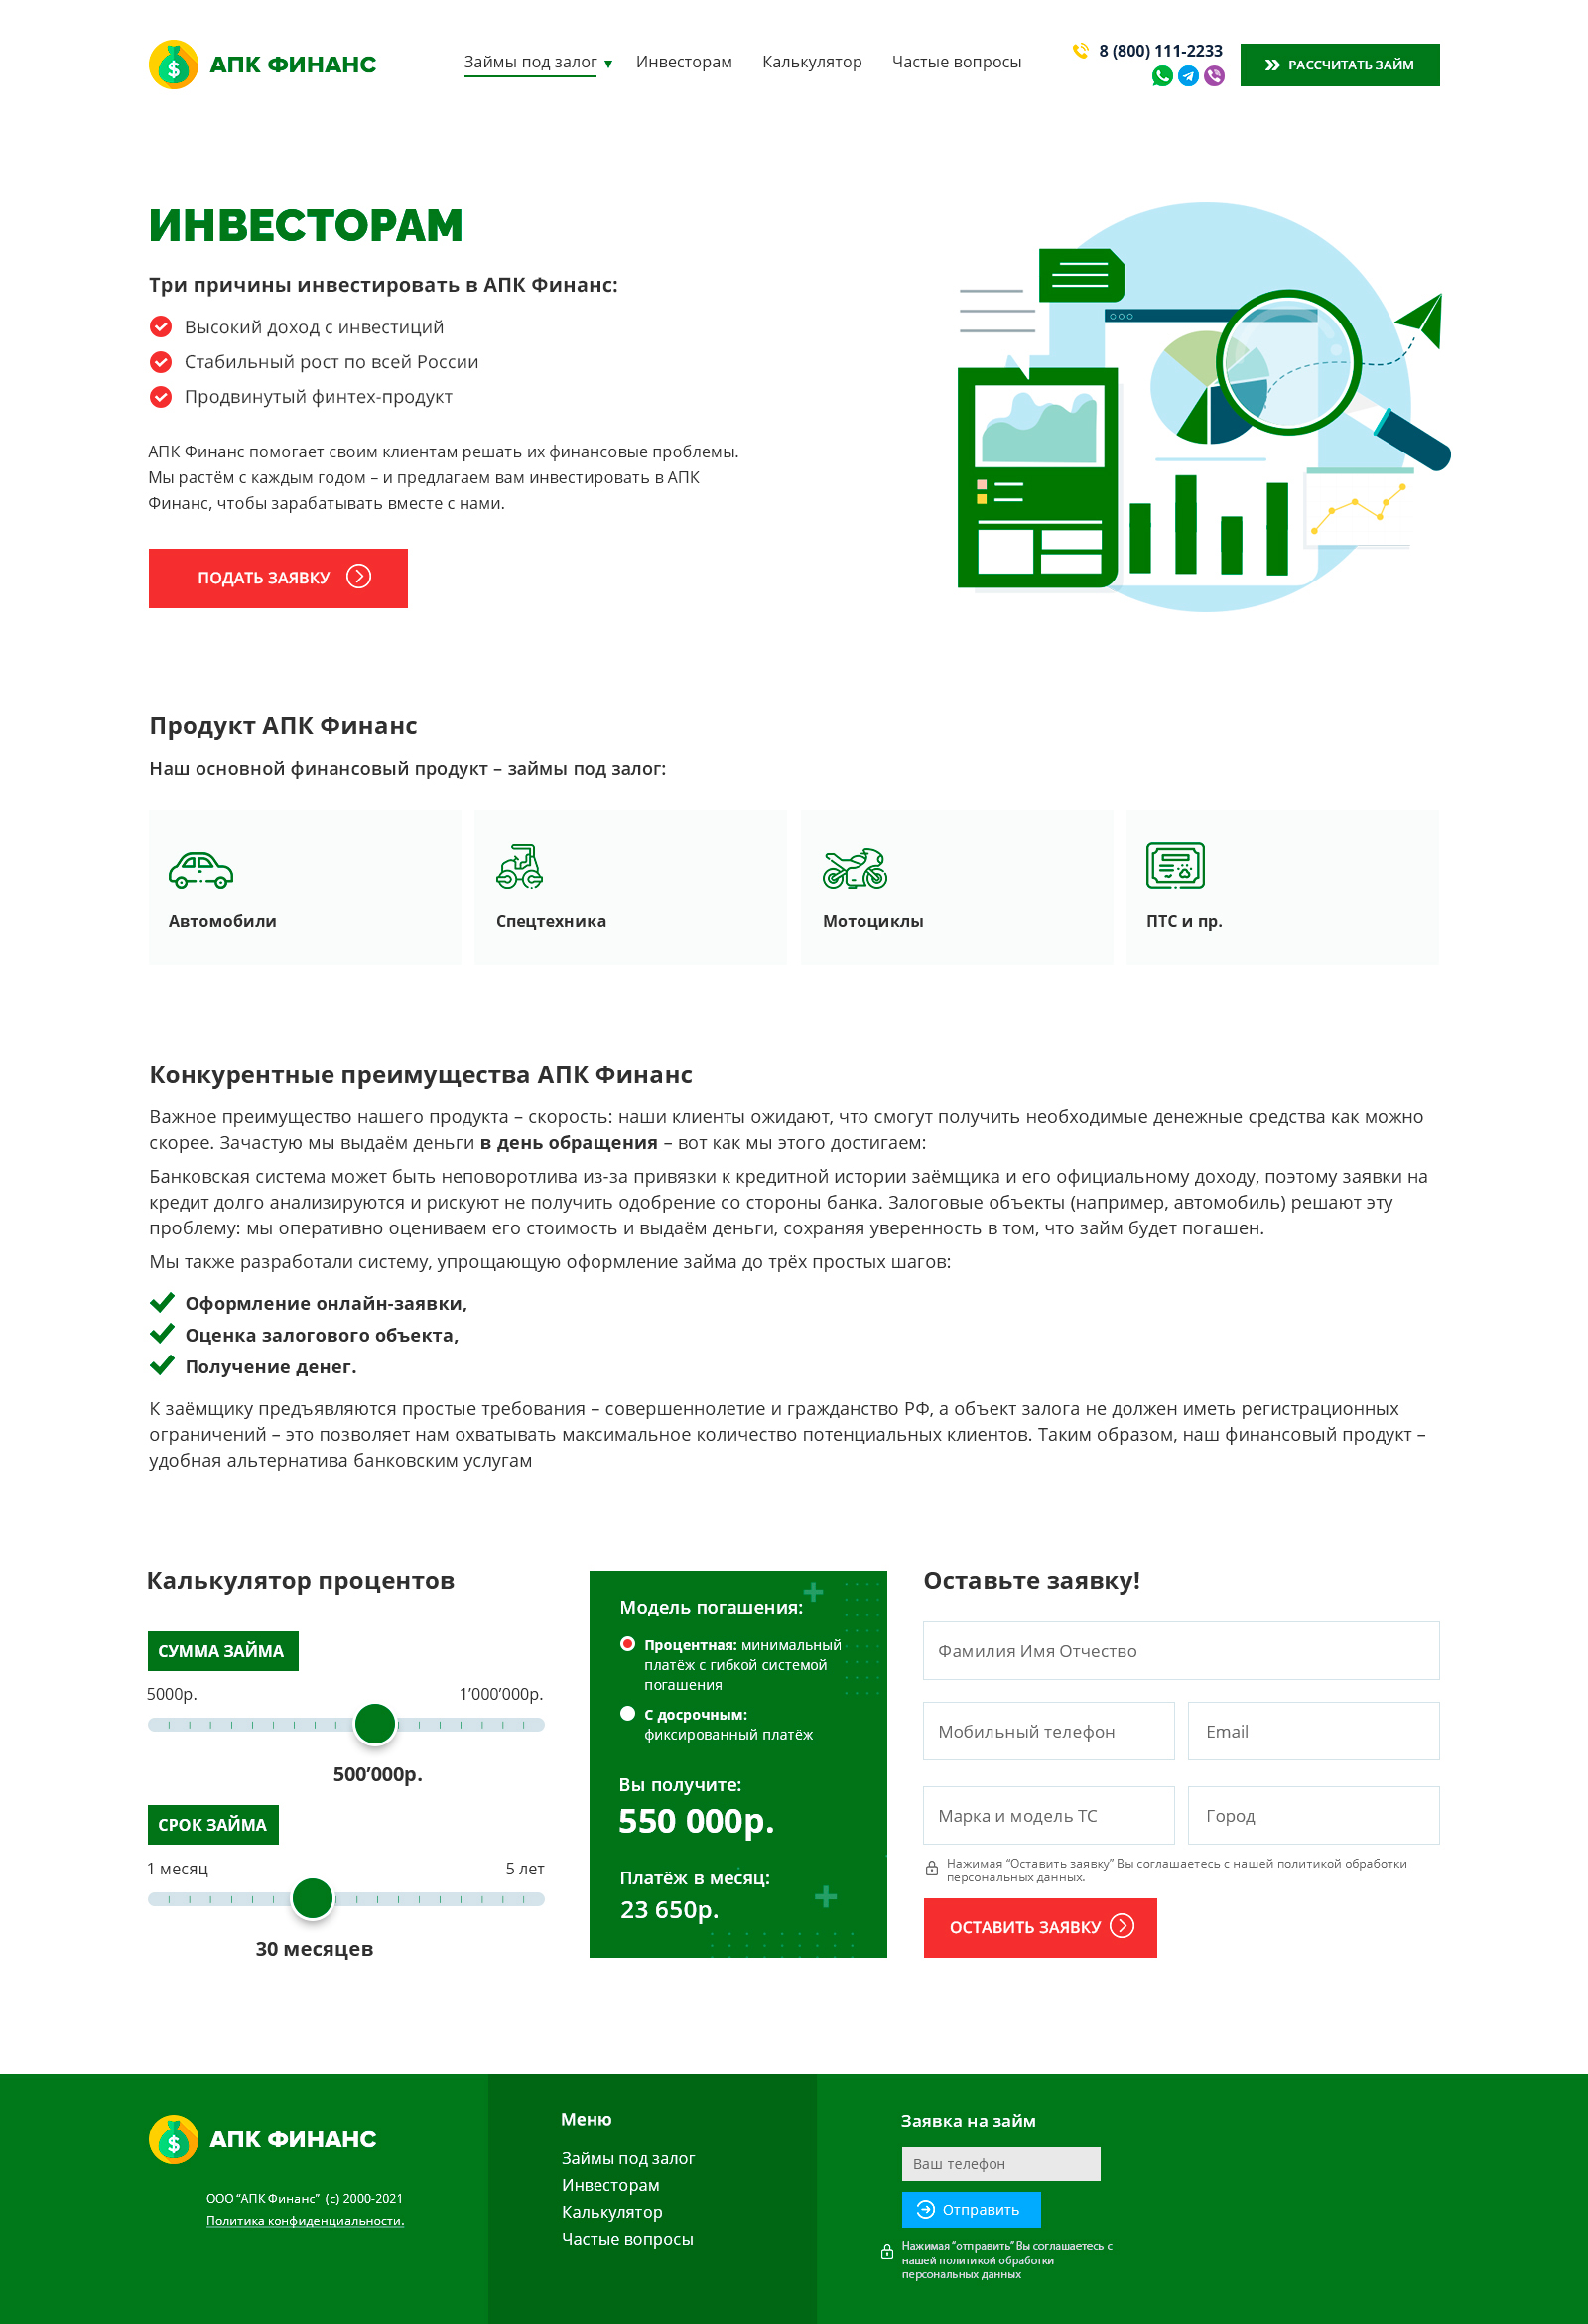 АПК ФИНАНС
Займы под залог ▼
Инвесторам
Калькулятор
Частые вопросы
8 (800) 111-2233
РАССЧИТАТЬ ЗАЙМ
ИНВЕСТОРАМ
Три причины инвестировать в АПК Финанс:
Высокий доход с инвестиций
Стабильный рост по всей России
Продвинутый финтех-продукт
АПК Финанс помогает своим клиентам решать их финансовые проблемы.
Мы растём с каждым годом – и предлагаем вам инвестировать в АПК
Финанс, чтобы зарабатывать вместе с нами.
ПОДАТЬ ЗАЯВКУ
Продукт АПК Финанс
Наш основной финансовый продукт – займы под залог:
Автомобили
Спецтехника
Мотоциклы
ПТС и пр.
Конкурентные преимущества АПК Финанс
Важное преимущество нашего продукта – скорость: наши клиенты ожидают, что смогут получить необходимые денежные средства как можно
скорее. Зачастую мы выдаём деньги в день обращения – вот как мы этого достигаем:
Банковская система может быть неповоротлива из-за привязки к кредитной истории заёмщика и его официальному доходу, поэтому заявки на
кредит долго анализируются и рискуют не получить одобрение со стороны банка. Залоговые объекты (например, автомобиль) решают эту
проблему: мы оперативно оцениваем его стоимость и выдаём деньги, сохраняя уверенность в том, что займ будет погашен.
Мы также разработали систему, упрощающую оформление займа до трёх простых шагов:
Оформление онлайн-заявки,
Оценка залогового объекта,
Получение денег.
К заёмщику предъявляются простые требования – совершеннолетие и гражданство РФ, а объект залога не должен иметь регистрационных
ограничений – это позволяет нам охватывать максимальное количество потенциальных клиентов. Таким образом, наш финансовый продукт –
удобная альтернатива банковским услугам
Калькулятор процентов
СУММА ЗАЙМА
5000р.
1’000’000р.
500’000р.
СРОК ЗАЙМА
1 месяц
5 лет
30 месяцев
Модель погашения:
Процентная: минимальный
платёж с гибкой системой
погашения
С досрочным:
фиксированный платёж
Вы получите:
550 000р.
Платёж в месяц:
23 650р.
Оставьте заявку!
Фамилия Имя Отчество
Мобильный телефон
Email
Марка и модель ТС
Город
Нажимая “Оставить заявку” Вы соглашаетесь с нашей политикой обработки
персональных данных.
ОСТАВИТЬ ЗАЯВКУ
АПК ФИНАНС
ООО “АПК Финанс” (с) 2000-2021
Политика конфиденциальности.
Меню
Займы под залог
Инвесторам
Калькулятор
Частые вопросы
Заявка на займ
Ваш телефон
Отправить
Нажимая “отправить” Вы соглашаетесь с
нашей политикой обработки
персональных данных